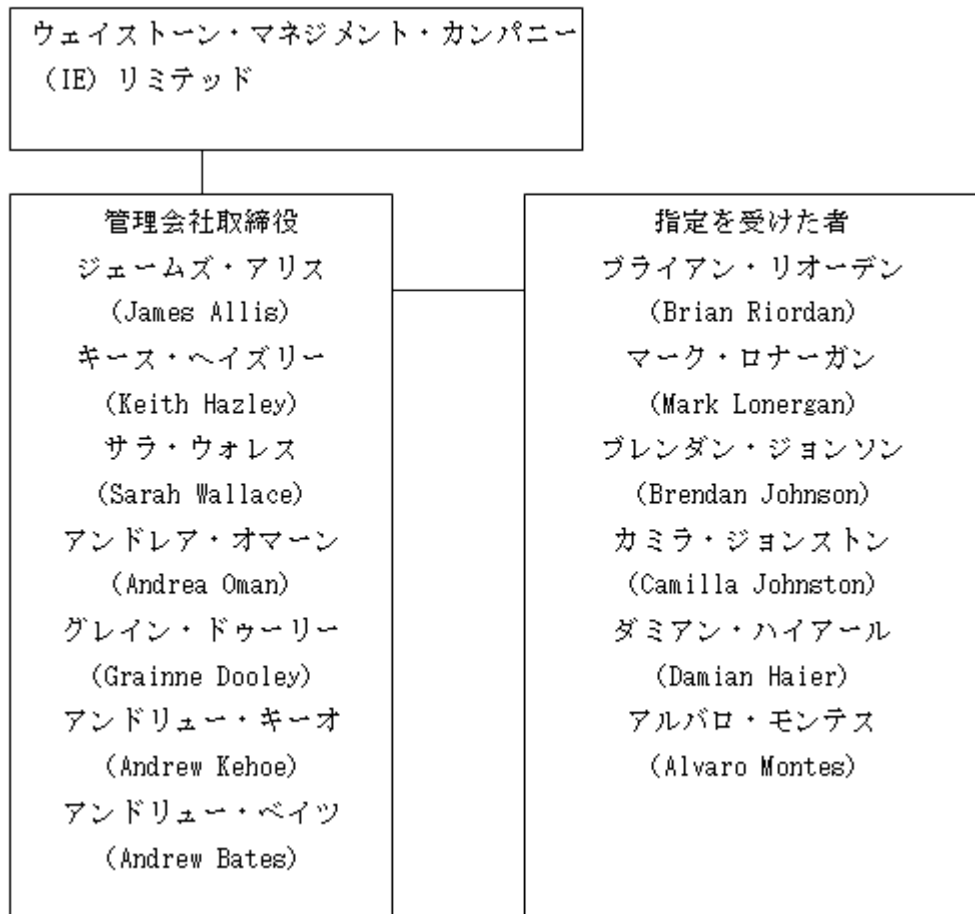 ウェイストーン・マネジメント・カンパニー
（IE）リミテッド
管理会社取締役
ジェームズ・アリス
(James Allis)
キース・ヘイズリー
(Keith Hazley)
サラ・ウォレス
(Sarah Wallace)
アンドレア・オマーン
(Andrea Oman)
グレイン・ドゥーリー
(Grainne Dooley)
アンドリュー・キーオ
(Andrew Kehoe)
アンドリュー・ベイツ
(Andrew Bates)
指定を受けた者
ブライアン・リオーデン
(Brian Riordan)
マーク・ロナーガン
(Mark Lonergan)
ブレンダン・ジョンソン
(Brendan Johnson)
カミラ・ジョンストン
(Camilla Johnston)
ダミアン・ハイアール
(Damian Haier)
アルバロ・モンテス
(Alvaro Montes)